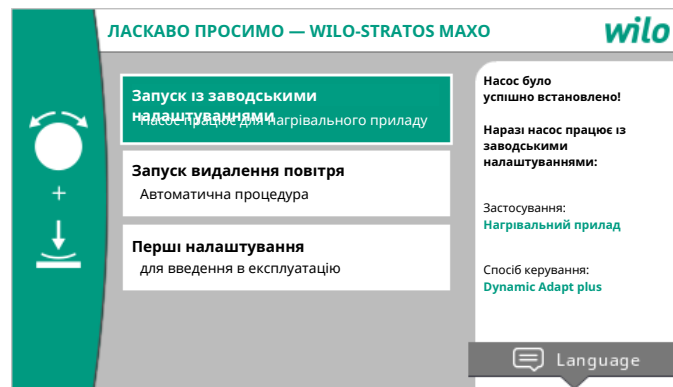 ЛАСКАВО ПРОСИМО — WILO-STRATOS MAXO
wilo
Запуск із заводськими
налаштуваннями
Насос працює для нагрівального приладу
+
Запуск видалення повітря
Автоматична процедура
Перші налаштування
для введення в експлуатацію
Насос було
успішно встановлено!
Наразі насос працює із
заводськими
налаштуваннями:
Застосування:
Нагрівальний прилад
Спосіб керування:
Dynamic Adapt plus
Language